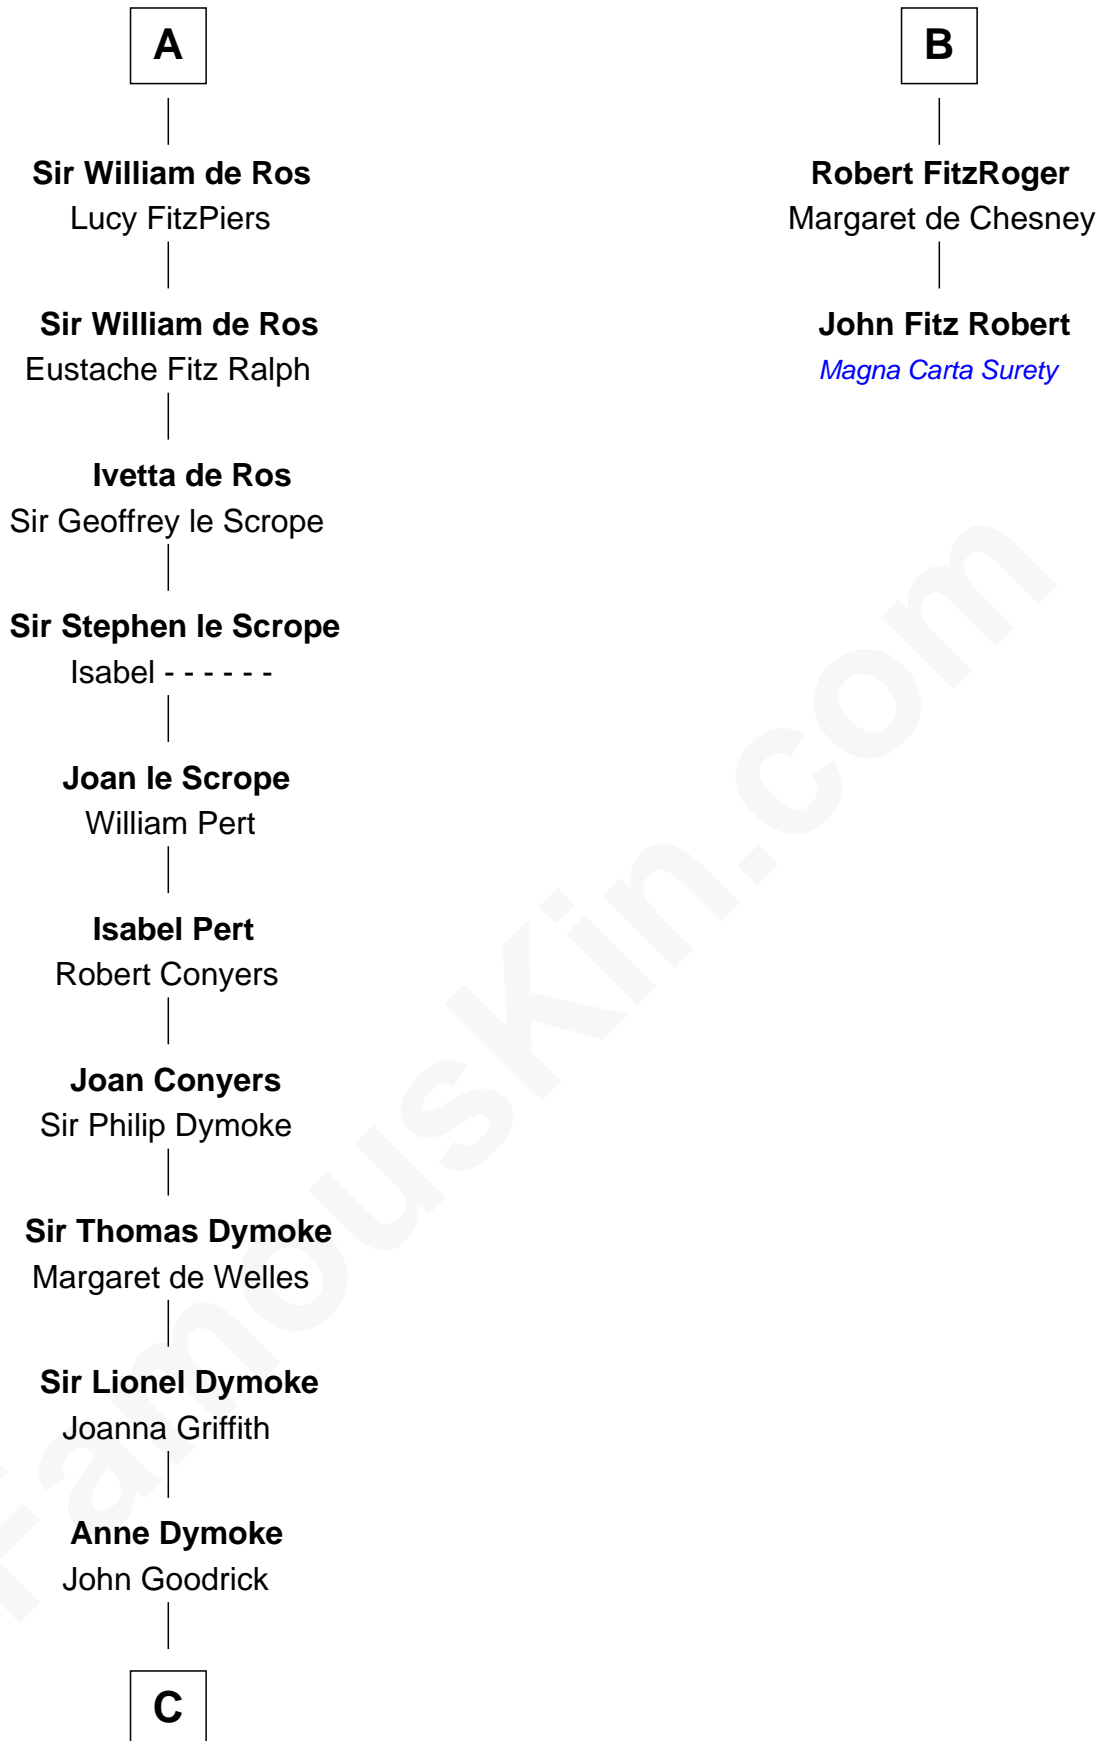 A
B
Sir William de Ros
Lucy FitzPiers
Robert FitzRoger
Margaret de Chesney
Sir William de Ros
Eustache Fitz Ralph
John Fitz Robert
Magna Carta Surety
Ivetta de Ros
Sir Geoffrey le Scrope
Sir Stephen le Scrope
Isabel - - - - - -
Joan le Scrope
William Pert
Isabel Pert
Robert Conyers
Joan Conyers
Sir Philip Dymoke
Sir Thomas Dymoke
Margaret de Welles
Sir Lionel Dymoke
Joanna Griffith
Anne Dymoke
John Goodrick
C
FamousKin.com